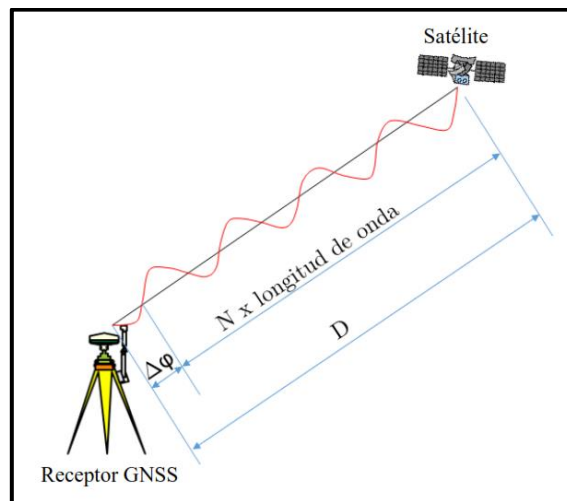 Satélite
N x longitud de onda
D
Δφ
Receptor GNSS